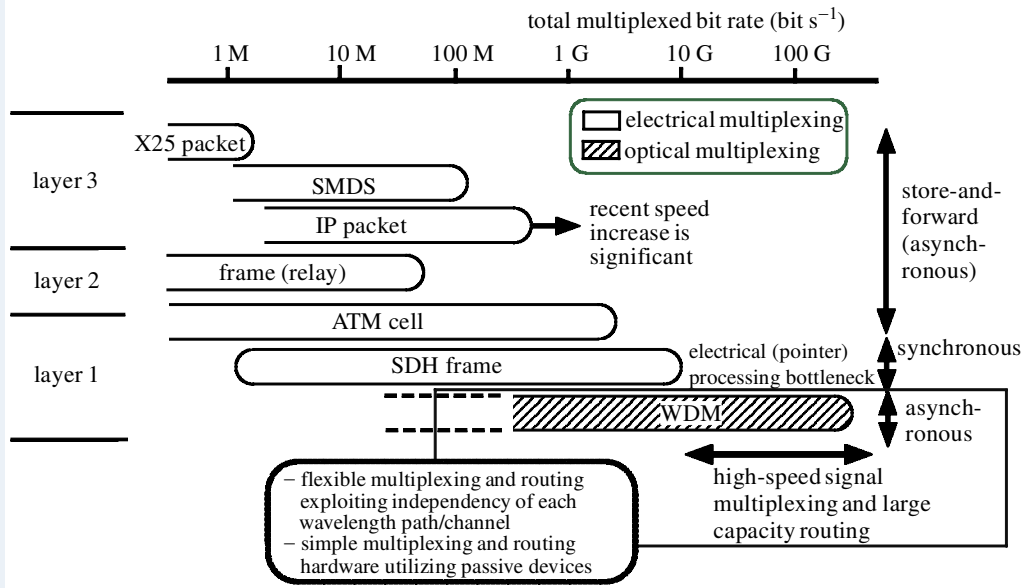 total multiplexed bit rate (bit s⁻¹)
1 M 10 M 100 M 1 G 10 G 100 G
electrical multiplexing
optical multiplexing
layer 3
X25 packet
SMDS
IP packet
recent speed
increase is
significant
store-and-
forward
(asynch-
ronous)
layer 2
frame (relay)
layer 1
ATM cell
SDH frame
electrical (pointer)
processing bottleneck
synchronous
WDM
asynch-
ronous
high-speed signal
multiplexing and large
capacity routing
– flexible multiplexing and routing
exploiting independency of each
wavelength path/channel
– simple multiplexing and routing
hardware utilizing passive devices